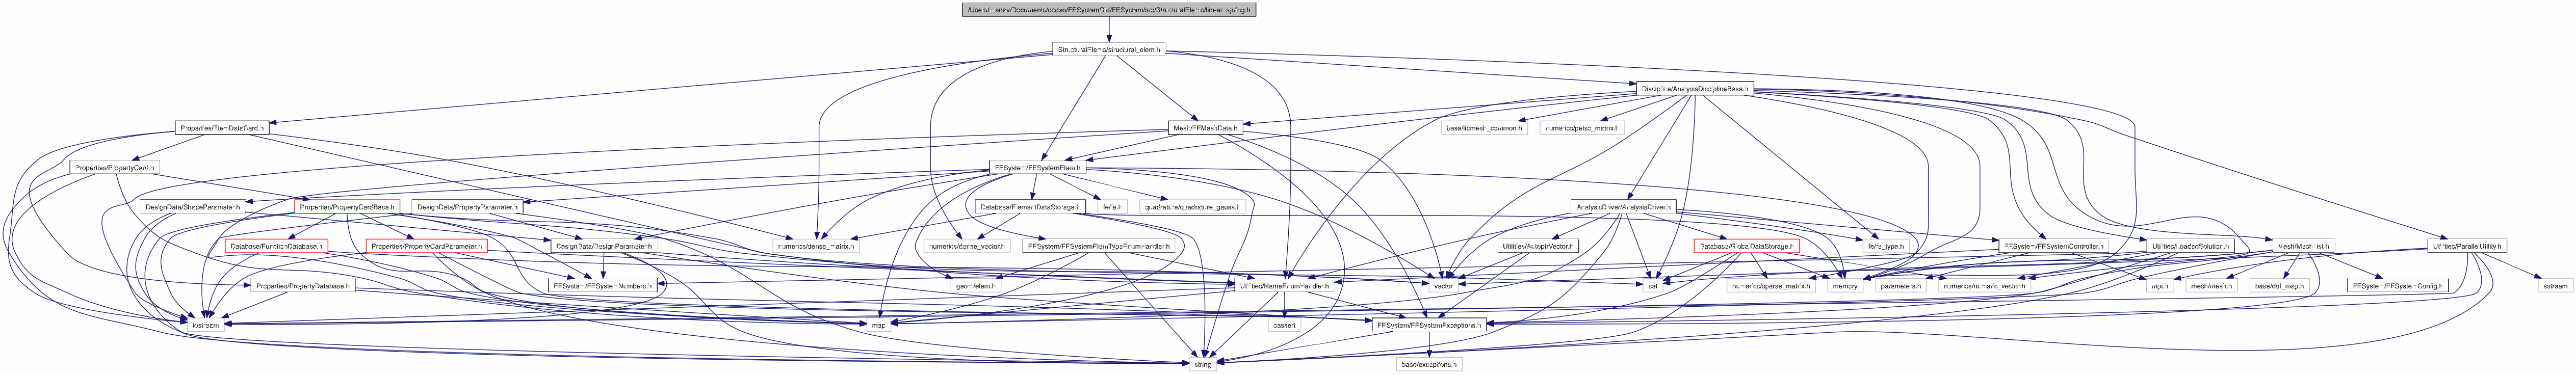 /Users/manav/Documents/codes/FESystemOld/FESystem/src/StructuralElems/linear_spring.h
StructuralElems/structural_elem.h
Discipline/AnalysisDisciplineBase.h
Properties/ElemDataCard.h
Mesh/FEMeshData.h
base/libmesh_common.h
numerics/petsc_matrix.h
Properties/PropertyCard.h
FESystem/FESystemElem.h
DesignData/ShapeParameter.h
Properties/PropertyCardBase.h
DesignData/PropertyParameter.h
Database/ElementDataStorage.h
fe/fe.h
quadrature/quadrature_gauss.h
AnalysisDriver/AnalysisDriver.h
Database/FunctionDatabase.h
Properties/PropertyCardParameter.h
DesignData/DesignParameter.h
numerics/dense_matrix.h
numerics/dense_vector.h
FESystem/FESystemElemTypeEnumHandler.h
Utilities/AutoptrVector.h
Database/GlobalDataStorage.h
fe/fe_type.h
FESystem/FESystemController.h
Utilities/LoadedSolution.h
Mesh/MeshList.h
Utilities/ParallelUtility.h
Properties/PropertyDatabase.h
FESystem/FESystemNumbers.h
geom/elem.h
Utilities/NameEnumHandler.h
vector
set
numerics/sparse_matrix.h
memory
parameters.h
numerics/numeric_vector.h
mpi.h
mesh/mesh.h
base/dof_map.h
FESystem/FESystemConfig.h
sstream
iostream
map
cassert
FESystem/FESystemExceptions.h
string
base/exceptions.h